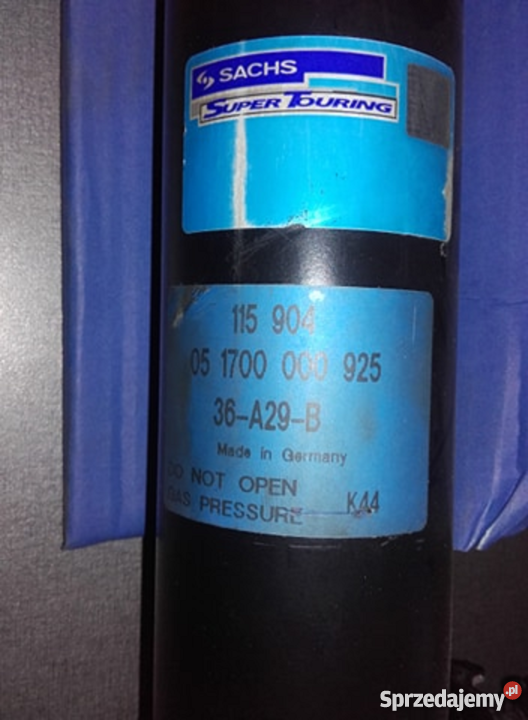 SACHS
SUPER TOURING
115 904
05 1700 000 925
36-A29-B
Made in Germany
DO NOT OPEN
GAS PRESSURE K44
Sprzedajemy.pl